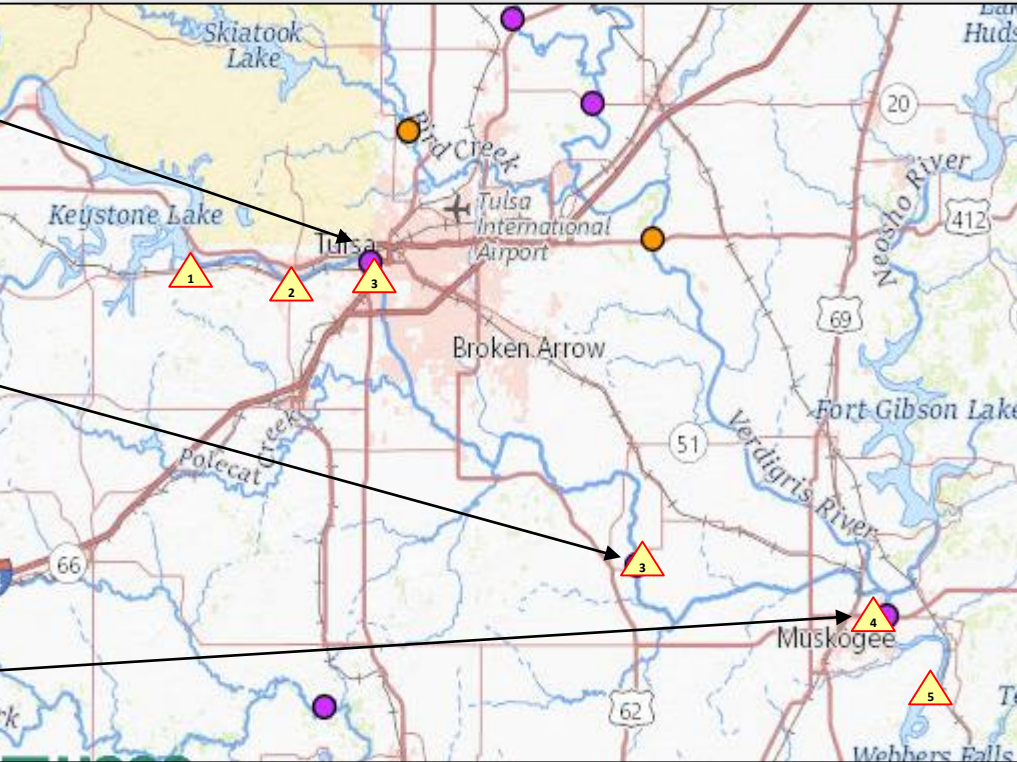 Skiatook
Lake
Huds
20
Bird Creek
Neosho River
Keystone Lake
Tulsa
International
Airport
412
Tulsa
1
2
3
69
Broken Arrow
Fort Gibson Lake
51
Verdigris River
Polecat
Creek
66
3
4
Muskogee
5
62
rk
Webbers Falls